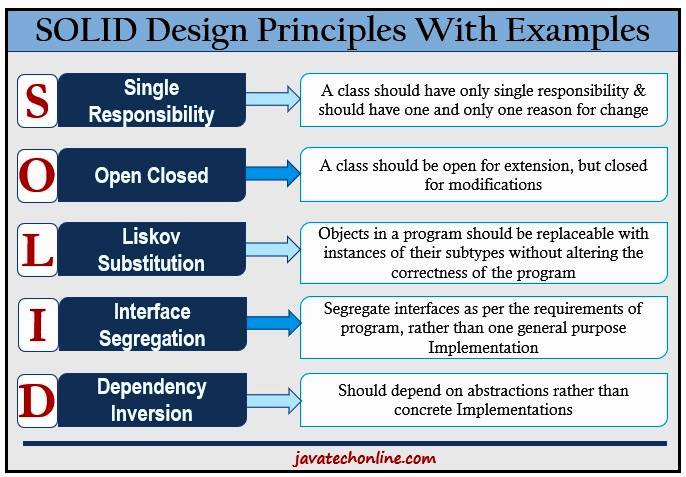 SOLID Design Principles With Examples
S
Single
Responsibility
A class should have only single responsibility &
should have one and only one reason for change
O
Open Closed
A class should be open for extension, but closed
for modifications
L
Liskov
Substitution
Objects in a program should be replaceable with
instances of their subtypes without altering the
correctness of the program
I
Interface
Segregation
Segregate interfaces as per the requirements of
program, rather than one general purpose
Implementation
D
Dependency
Inversion
Should depend on abstractions rather than
concrete Implementations
javatechonline.com